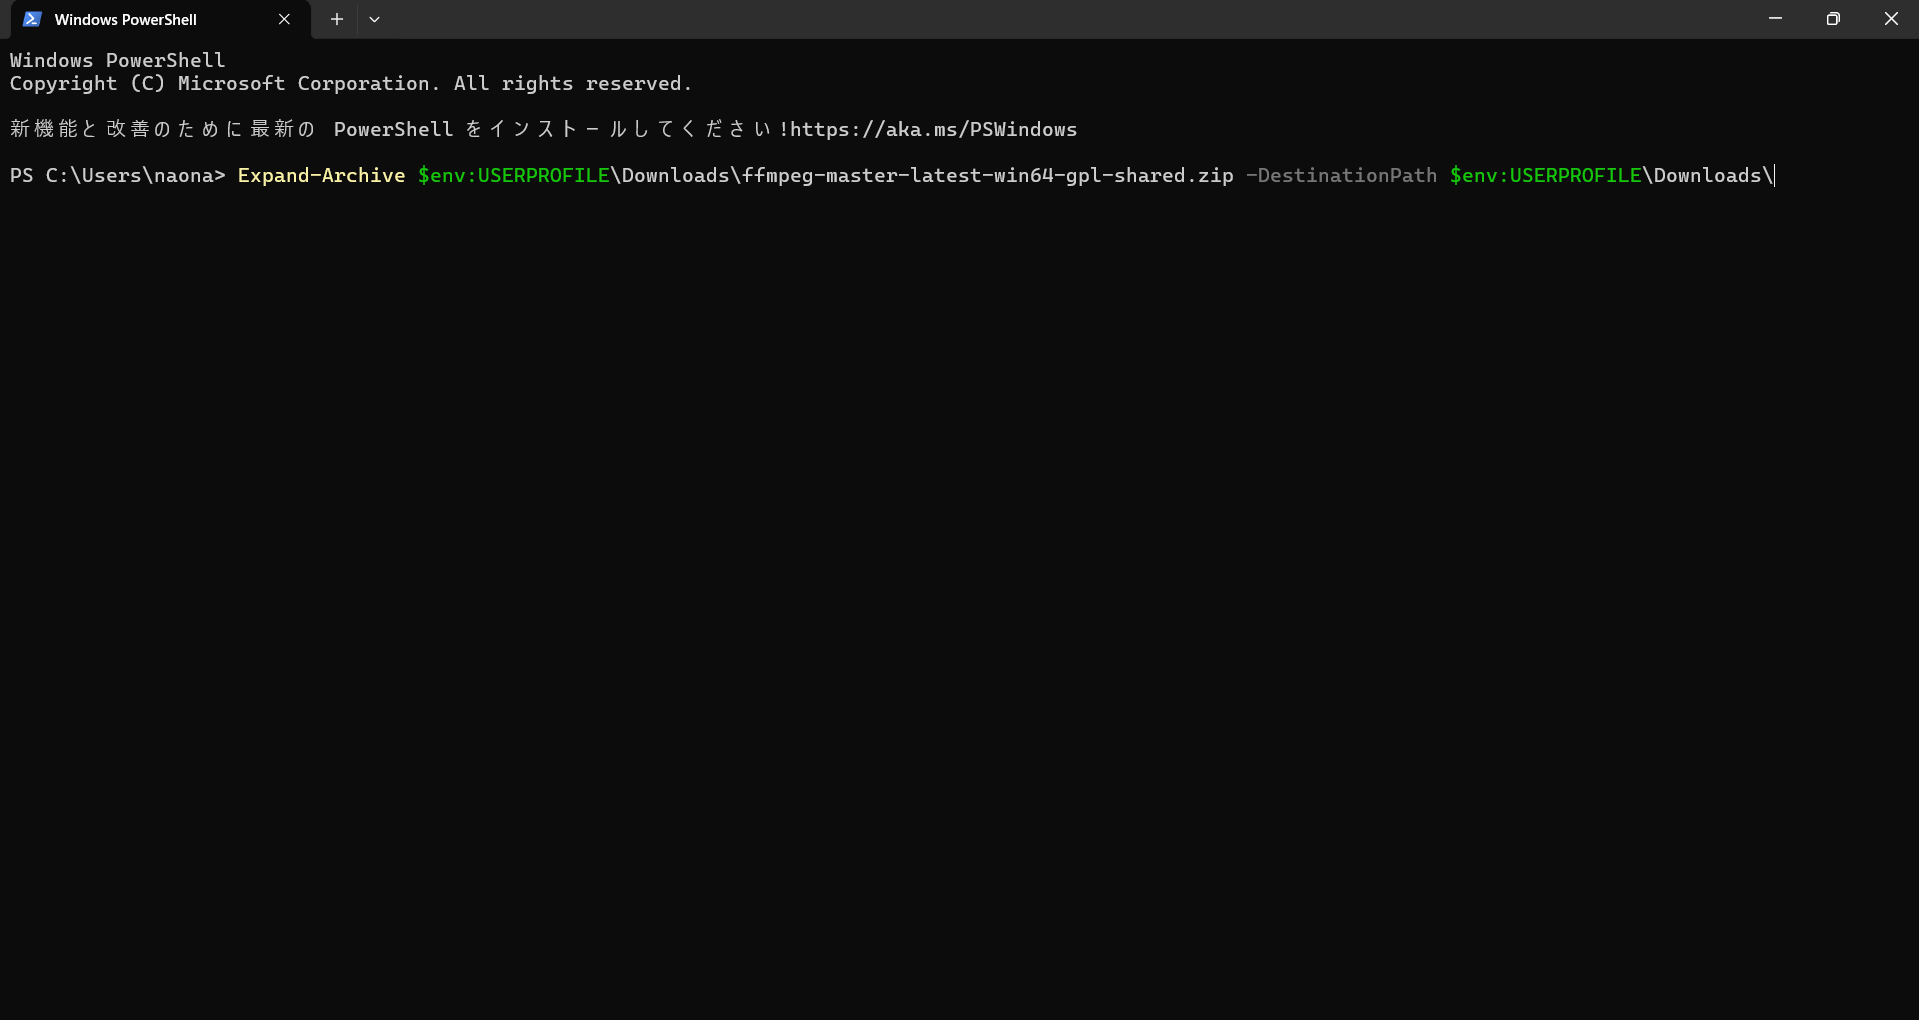 Windows PowerShell
Windows PowerShell
Copyright (C) Microsoft Corporation. All rights reserved.
新機能と改善のために最新の PowerShell をインストールしてください!https://aka.ms/PSWindows
PS C:\Users\naona> Expand-Archive $env:USERPROFILE\Downloads\ffmpeg-master-latest-win64-gpl-shared.zip -DestinationPath $env:USERPROFILE\Downloads\